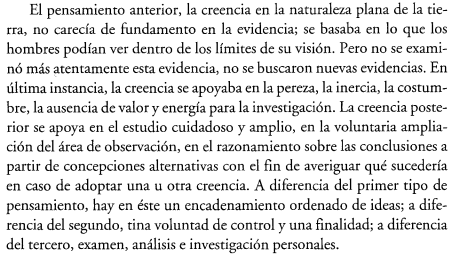 El pensamiento anterior, la creencia en la naturaleza plana de la tie-
rra, no carecía de fundamento en la evidencia; se basaba en lo que los
hombres podían ver dentro de los límites de su visión. Pero no se exami-
nó más atentamente esta evidencia, no se buscaron nuevas evidencias. En
última instancia, la creencia se apoyaba en la pereza, la inercia, la costum-
bre, la ausencia de valor y energía para la investigación. La creencia poste-
rior se apoya en el estudio cuidadoso y amplio, en la voluntaria amplia-
ción del área de observación, en el razonamiento sobre las conclusiones a
partir de concepciones alternativas con el fin de averiguar qué sucedería
en caso de adoptar una u otra creencia. A diferencia del primer tipo de
pensamiento, hay en éste un encadenamiento ordenado de ideas; a dife-
rencia del segundo, tina voluntad de control y una finalidad; a diferencia
del tercero, examen, análisis e investigación personales.